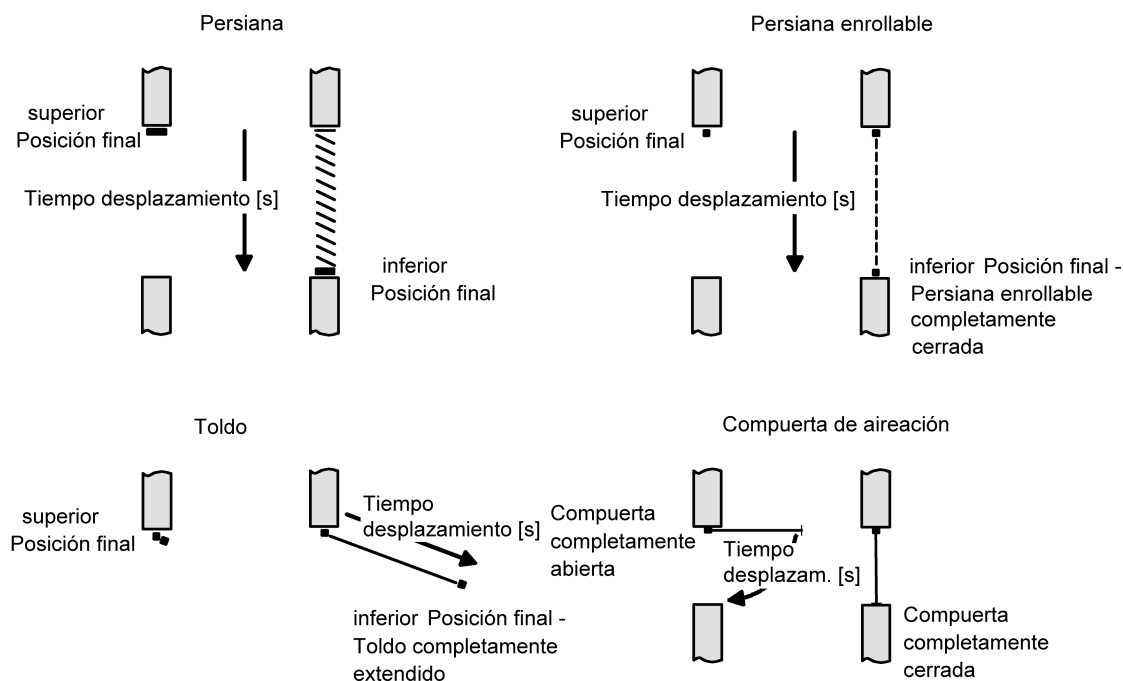 Persiana
superior
Posición final
Tiempo desplazamiento [s]
inferior
Posición final
Persiana enrollable
superior
Posición final
Tiempo desplazamiento [s]
inferior Posición final -
Persiana enrollable
completamente
cerrada
Toldo
superior
Posición final
Tiempo
desplazamiento [s]
inferior Posición final -
Toldo completamente
extendido
Compuerta de aireación
Compuerta
completamente
abierta
Tiempo
desplazam. [s]
Compuerta
completamente
cerrada